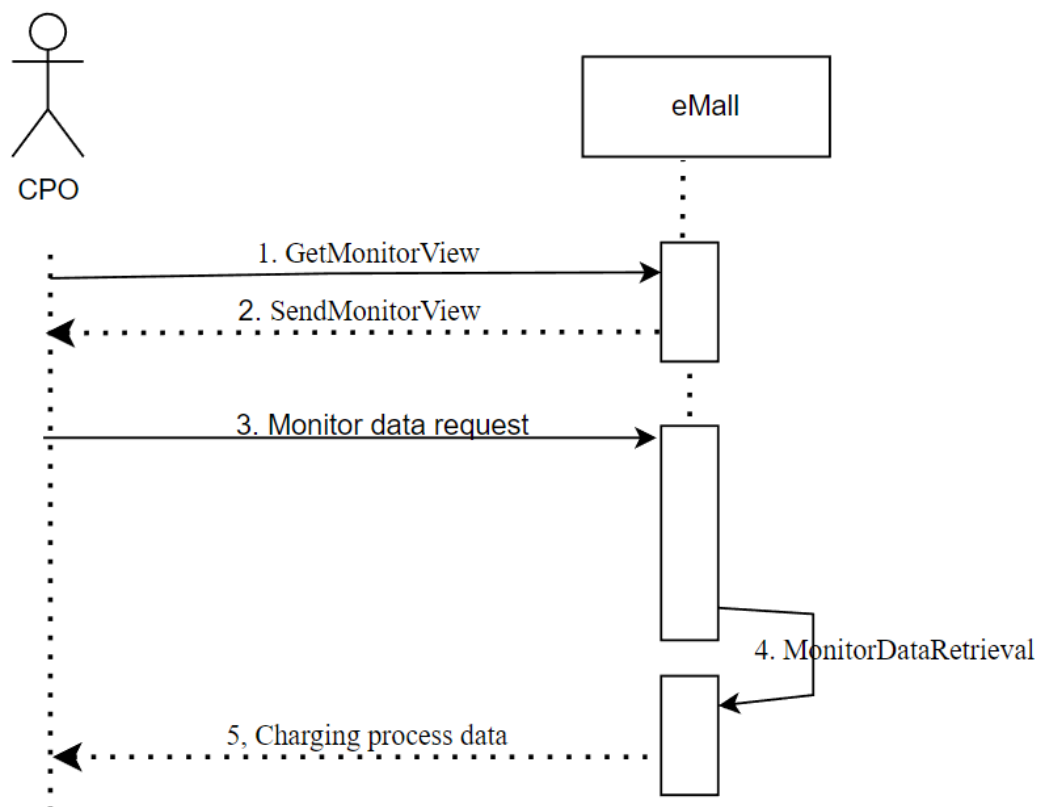 eMall
CPO
1. GetMonitorView
2. SendMonitorView
3. Monitor data request
4. MonitorDataRetrieval
5, Charging process data